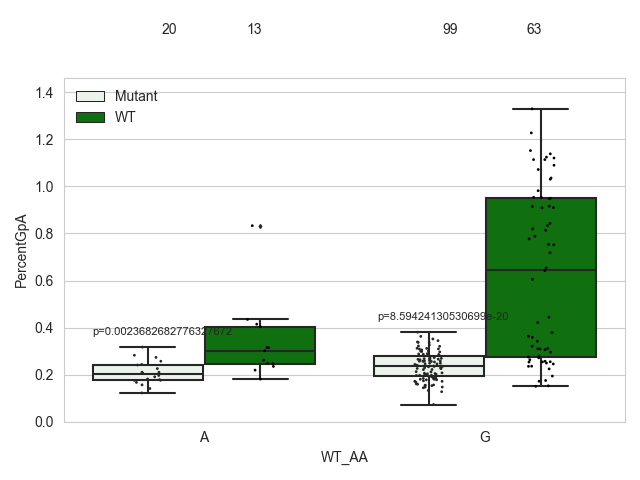 20 13 99 63
1.4
1.2
1.0
0.8
0.6
0.4
0.2
0.0
PercentGpA
Mutant
WT
p=0.0023682682776327672
p=8.59424130530699e-20
A G
WT_AA